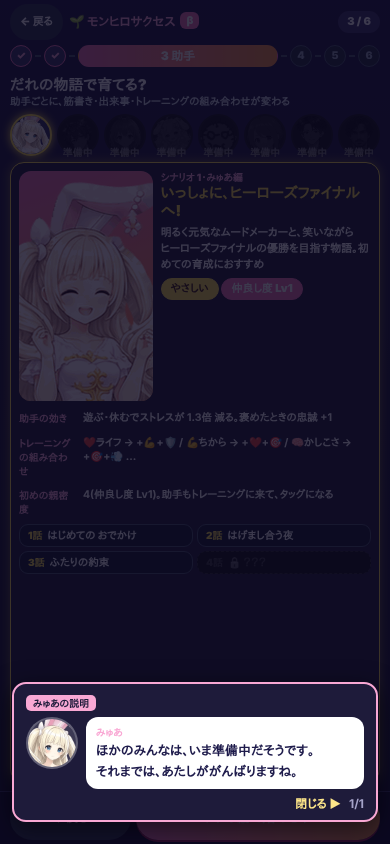 ← 戻る 🌱 モンヒロサクセス β 3 / 6
✓ ✓ 3 助手 4 5 6
だれの物語で育てる?
助手ごとに、筋書き・出来事・トレーニングの組み合わせが変わる
準備中 準備中 準備中 準備中 準備中 準備中 準備中
シナリオ1・みゅあ編
いっしょに、ヒーローズファイナル
へ!
明るく元気なムードメーカーと、笑いながら
ヒーローズファイナルの優勝を目指す物語。初
めての育成におすすめ
やさしい 仲良し度 Lv1
助手の効き 遊ぶ・休むでストレスが 1.3倍 減る。褒めたときの忠誠 +1
トレーニング
の組み合わ
せ
❤️ライフ → +💪+🛡️ / 💪ちから → +❤️+🎯 / 🧠かしこさ →
+🎯+💨 …
初めの親密
度
4(仲良し度 Lv1)。助手もトレーニングに来て、タッグになる
1話 はじめての おでかけ
2話 はげまし合う夜
3話 ふたりの約束
4話 🔒 ???
みゅあの説明
みゅあ
ほかのみんなは、いま準備中だそうです。
それまでは、あたしががんばりますね。
閉じる ▶ 1/1